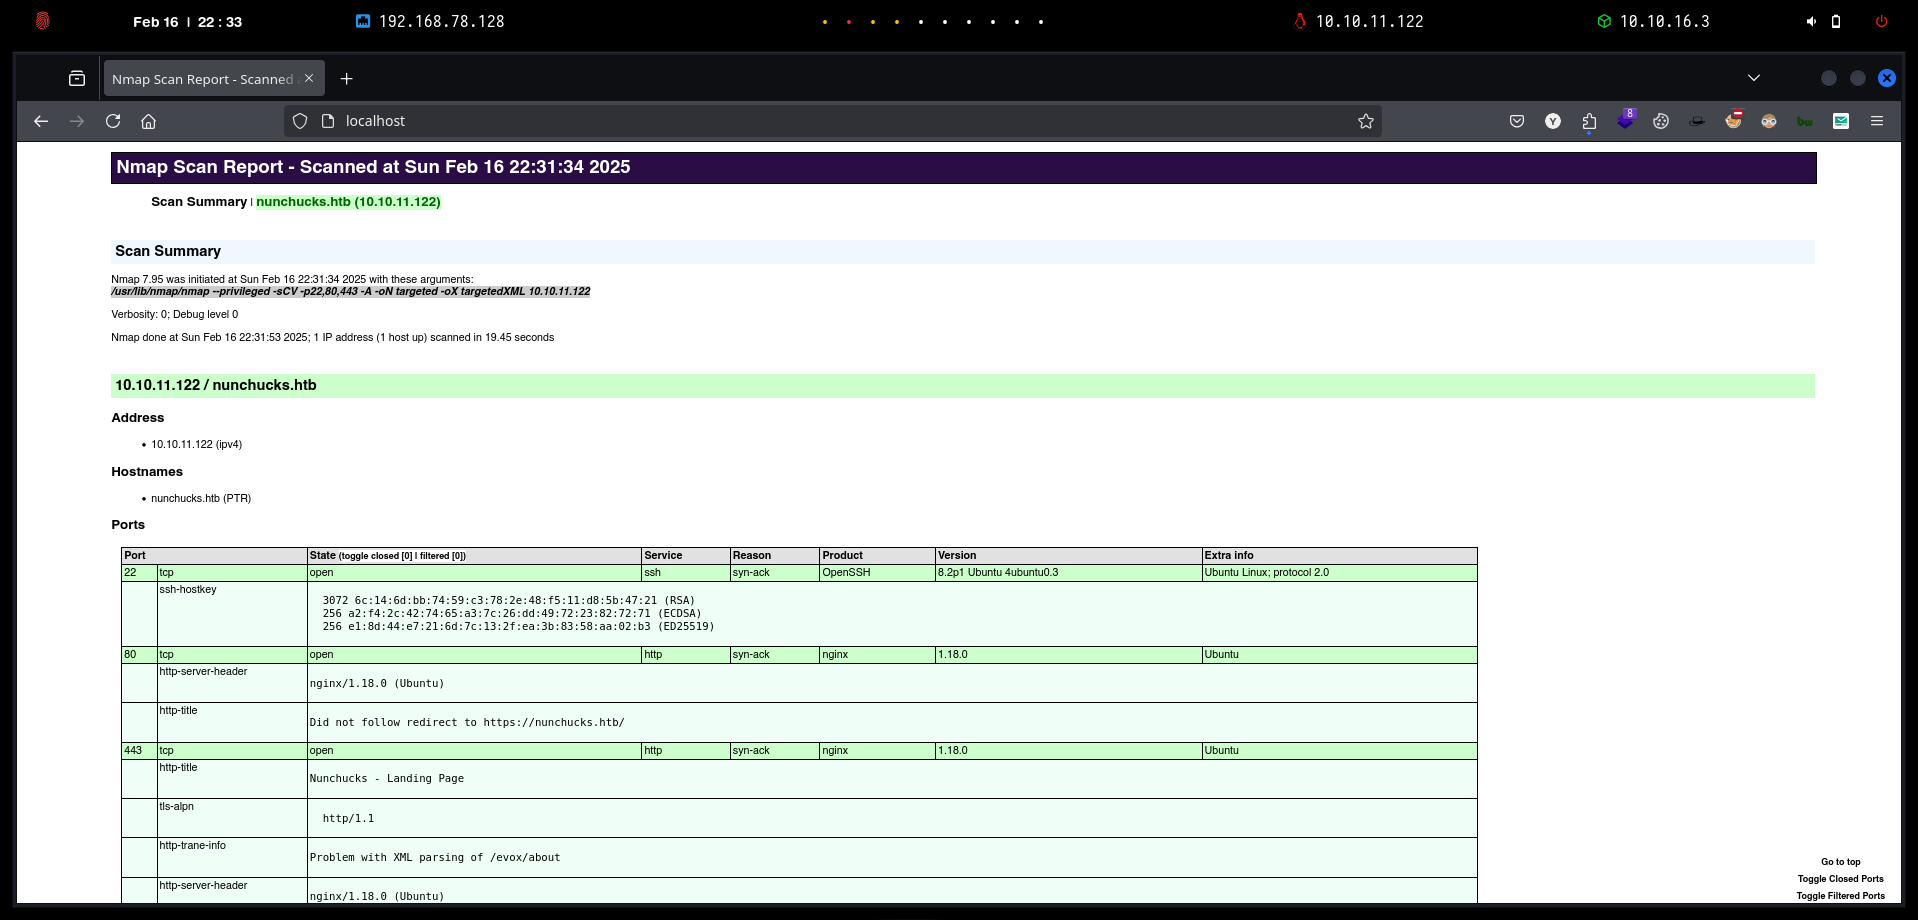 Feb 16 | 22 : 33 192.168.78.128 10.10.11.122 10.10.16.3
Nmap Scan Report - Scanned
localhost
8
Y
bw
Nmap Scan Report - Scanned at Sun Feb 16 22:31:34 2025
Scan Summary | nunchucks.htb (10.10.11.122)
Scan Summary
Nmap 7.95 was initiated at Sun Feb 16 22:31:34 2025 with these arguments:
/usr/lib/nmap/nmap --privileged -sCV -p22,80,443 -A -oN targeted -oX targetedXML 10.10.11.122
Verbosity: 0; Debug level 0
Nmap done at Sun Feb 16 22:31:53 2025; 1 IP address (1 host up) scanned in 19.45 seconds
10.10.11.122 / nunchucks.htb
Address
• 10.10.11.122 (ipv4)
Hostnames
• nunchucks.htb (PTR)
Ports
Port State (toggle closed [0] | filtered [0]) Service Reason Product Version Extra info
22 tcp open ssh syn-ack OpenSSH 8.2p1 Ubuntu 4ubuntu0.3 Ubuntu Linux; protocol 2.0
ssh-hostkey
3072 6c:14:6d:bb:74:59:c3:78:2e:48:f5:11:d8:5b:47:21 (RSA)
256 a2:f4:2c:42:74:65:a3:7c:26:dd:49:72:23:82:72:71 (ECDSA)
256 e1:8d:44:e7:21:6d:7c:13:2f:ea:3b:83:58:aa:02:b3 (ED25519)
80 tcp open http syn-ack nginx 1.18.0 Ubuntu
http-server-header
nginx/1.18.0 (Ubuntu)
http-title
Did not follow redirect to https://nunchucks.htb/
443 tcp open http syn-ack nginx 1.18.0 Ubuntu
http-title
Nunchucks - Landing Page
tls-alpn
http/1.1
http-trane-info
Problem with XML parsing of /evox/about
http-server-header
nginx/1.18.0 (Ubuntu)
Go to top
Toggle Closed Ports
Toggle Filtered Ports